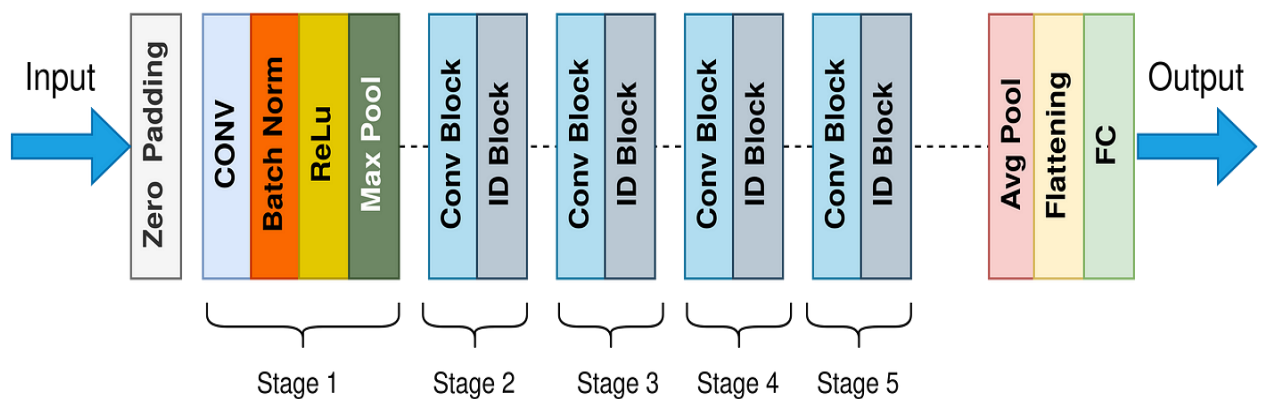 Input
Zero Padding
CONV
Batch Norm
ReLu
Max Pool
Conv Block
ID Block
Conv Block
ID Block
Conv Block
ID Block
Conv Block
ID Block
Avg Pool
Flattening
FC
Output
Stage 1
Stage 2
Stage 3
Stage 4
Stage 5